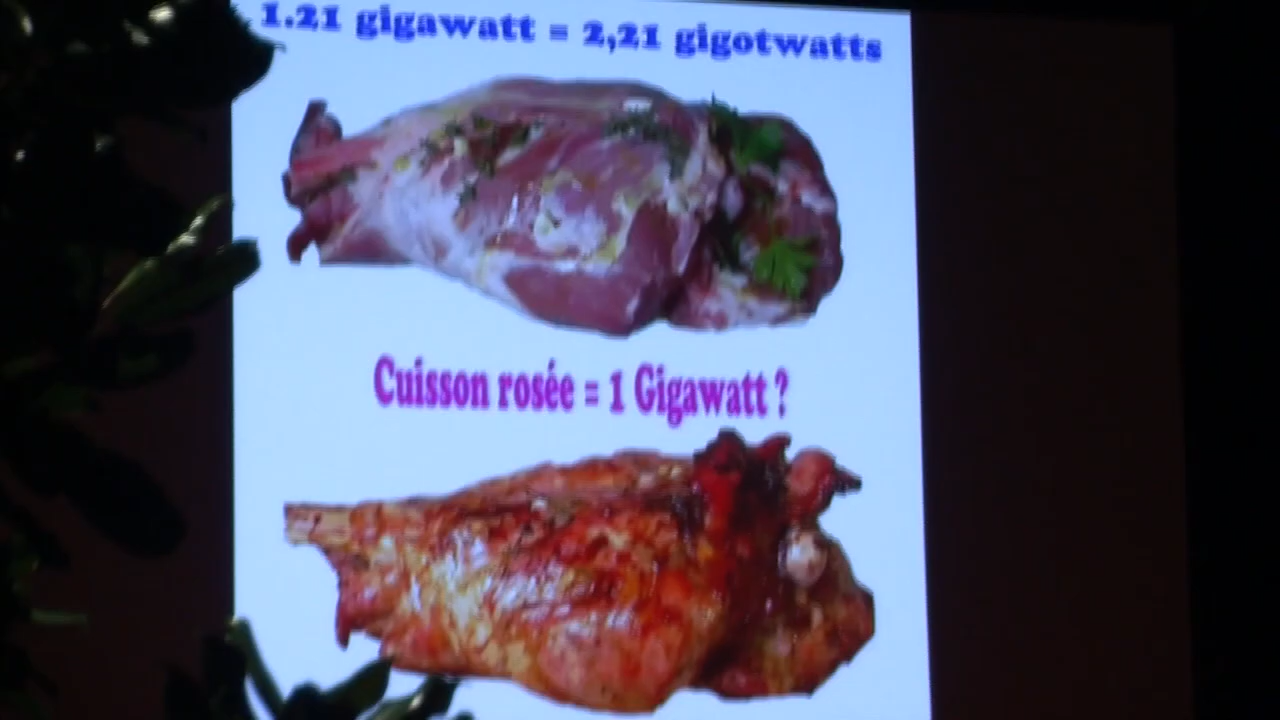 1.21 gigawatt = 2,21 gigotwatts
Cuisson rosée = 1 Gigawatt ?